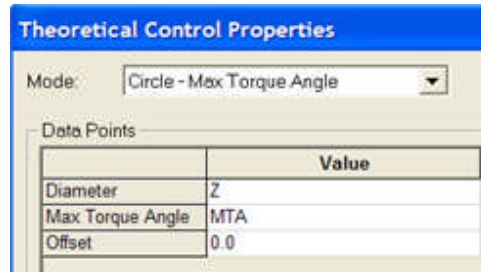 Theoretical Control Properties
Mode: Circle - Max Torque Angle
Data Points
Value
Diameter Z
Max Torque Angle MTA
Offset 0.0